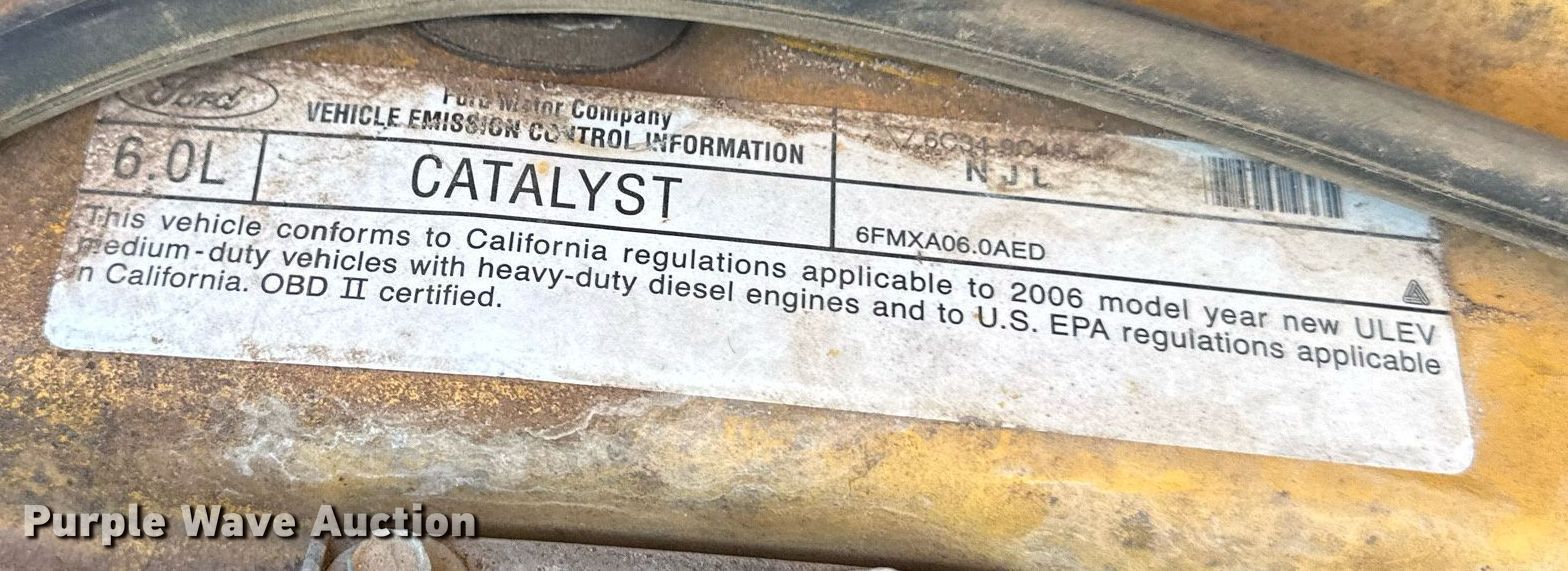 Ford
Ford Motor Company
VEHICLE EMISSION CONTROL INFORMATION
6.0L
CATALYST
NJL
6FMXA06.0AED
This vehicle conforms to California regulations applicable to 2006 model year new ULEV
medium-duty vehicles with heavy-duty diesel engines and to U.S. EPA regulations applicable
n California. OBD II certified.
Purple Wave Auction